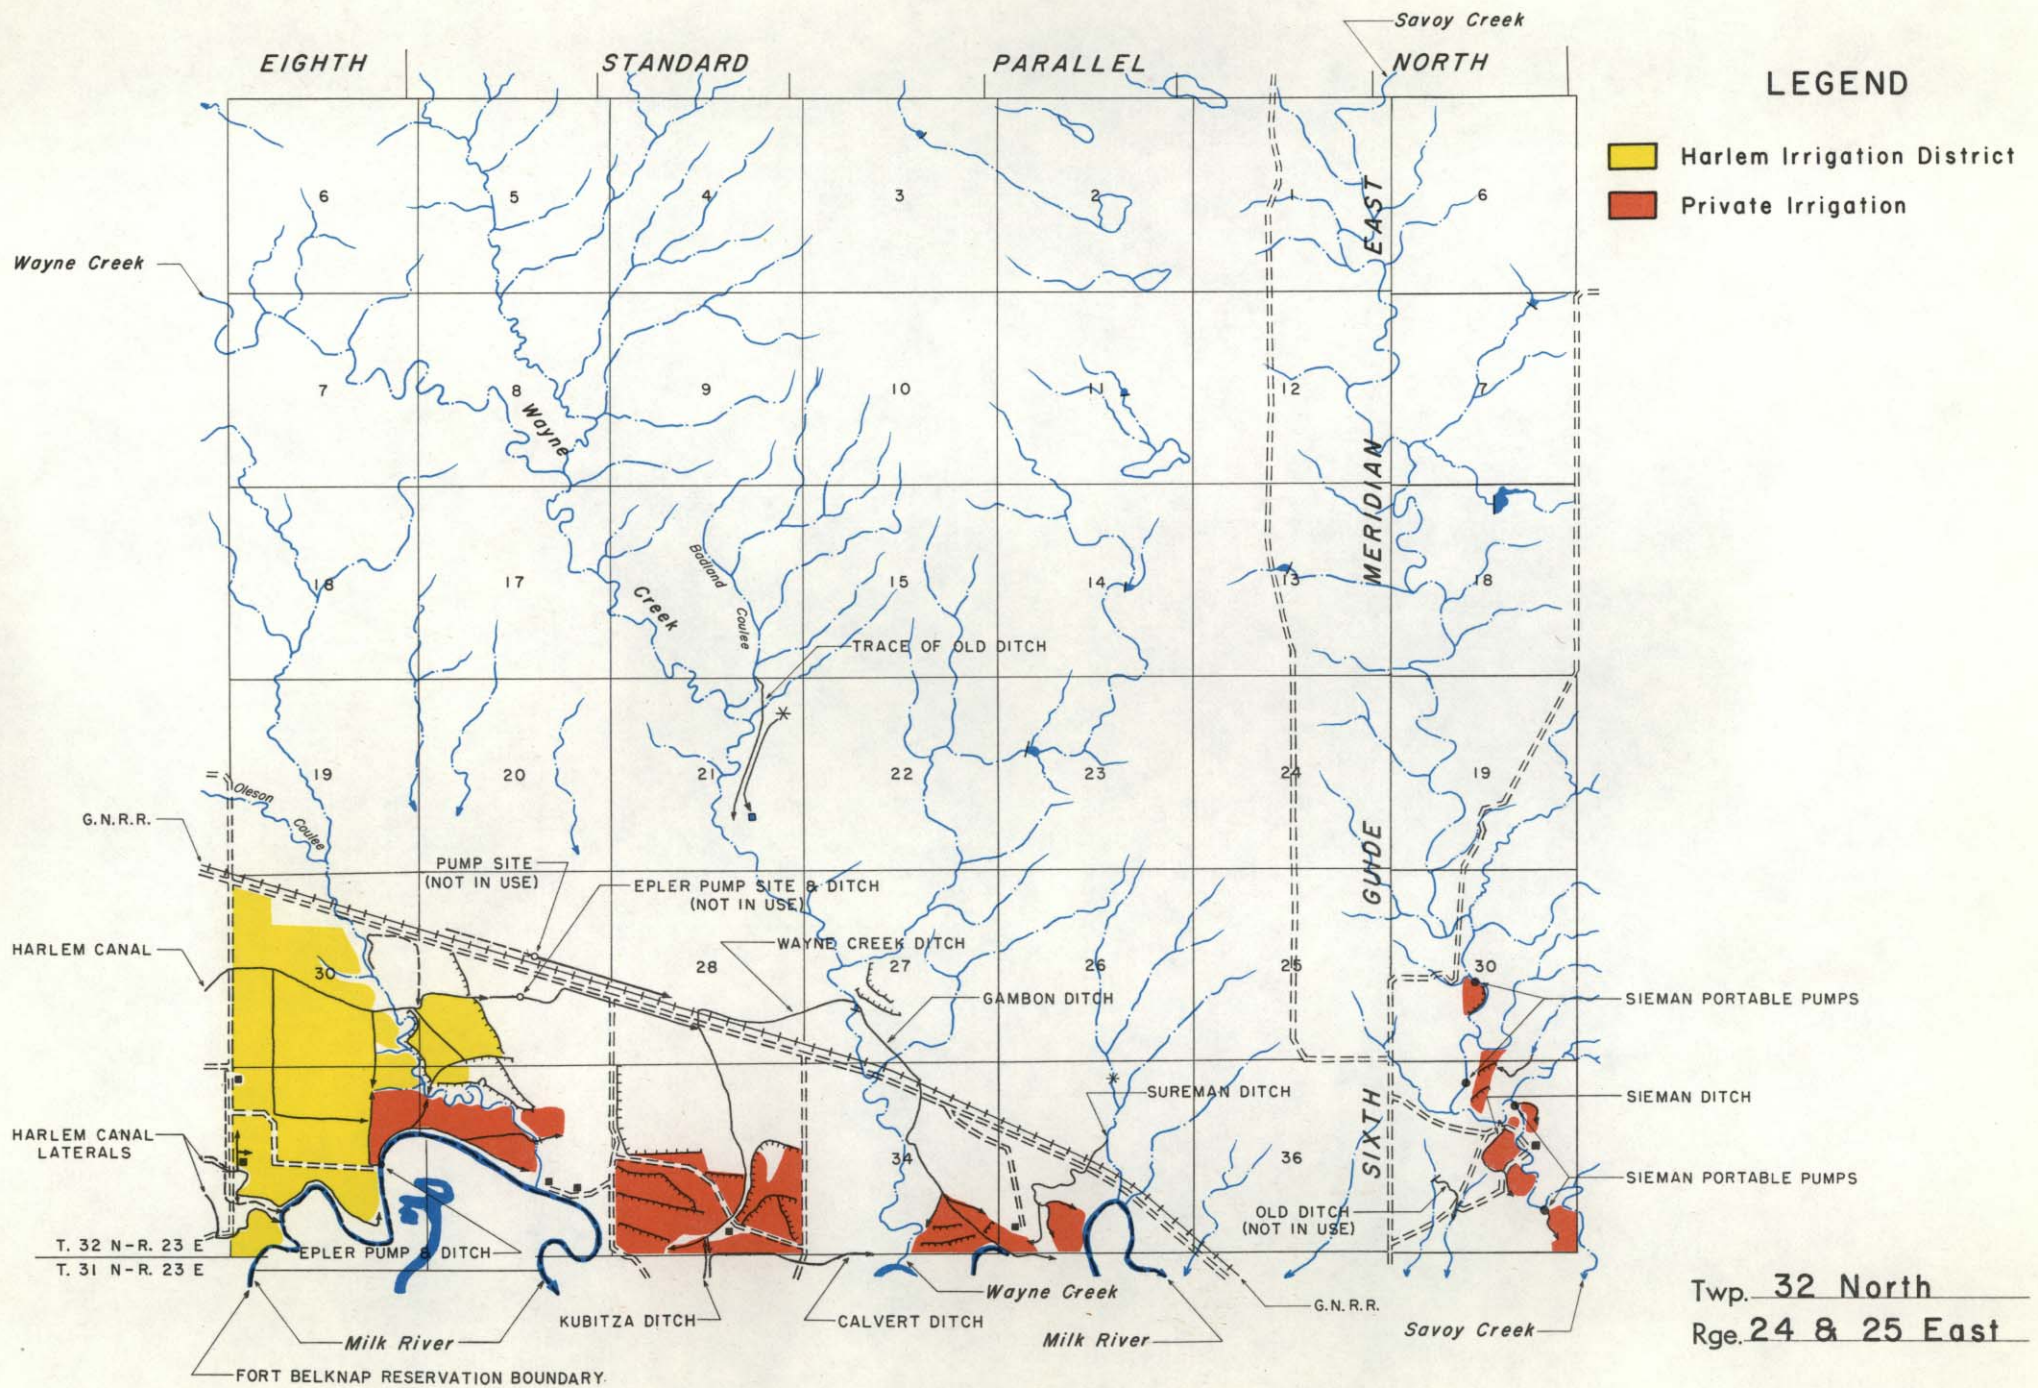 Savoy Creek
EIGHTH STANDARD PARALLEL NORTH
LEGEND
Harlem Irrigation District
Private Irrigation
6 5 4 3 2 1 6
EAST
Wayne Creek
7 8 9 10 11 12 7
Wayne
MERIDIAN
Badland
18 17 15 14 13 18
Creek
Coulee
TRACE OF OLD DITCH
19 20 21 22 23 24 19
Oleson
Coulee
G.N.R.R.
GUIDE
PUMP SITE
(NOT IN USE)
EPLER PUMP SITE & DITCH
(NOT IN USE)
HARLEM CANAL
WAYNE CREEK DITCH
30 28 27 26 25 30
GAMBON DITCH
SIEMAN PORTABLE PUMPS
SUREMAN DITCH
SIEMAN DITCH
HARLEM CANAL
LATERALS
34 36
SIXTH
SIEMAN PORTABLE PUMPS
OLD DITCH
(NOT IN USE)
T. 32 N-R. 23 E
EPLER PUMP & DITCH
T. 31 N-R. 23 E
Wayne Creek
G.N.R.R.
KUBITZA DITCH
CALVERT DITCH
Milk River
Milk River
Savoy Creek
FORT BELKNAP RESERVATION BOUNDARY.
Twp. 32 North
Rge. 24 & 25 East